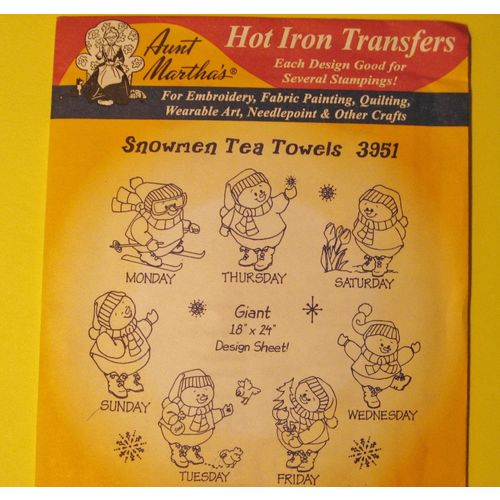 Aunt
Martha's®
Hot Iron Transfers
Each Design Good for
Several Stampings!
For Embroidery, Fabric Painting, Quilting,
Wearable Art, Needlepoint & Other Crafts
Snowmen Tea Towels 3951
MONDAY
THURSDAY
SATURDAY
Giant
18" x 24"
Design Sheet!
SUNDAY
WEDNESDAY
TUESDAY
FRIDAY